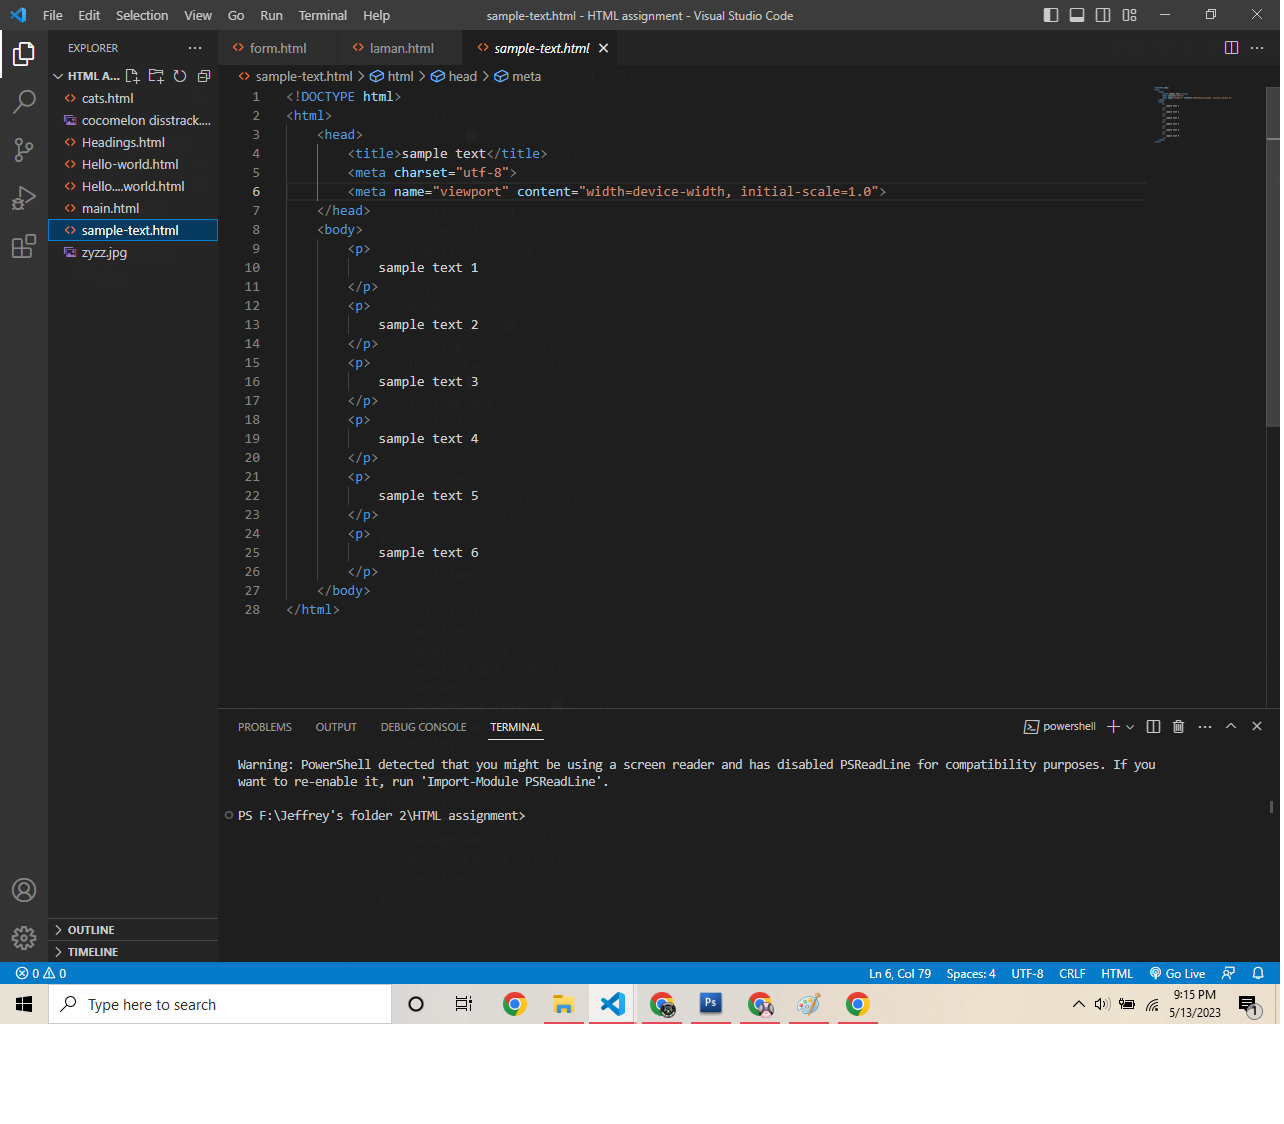 File Edit Selection View Go Run Terminal Help sample-text.html - HTML assignment - Visual Studio Code
EXPLORER
form.html laman.html sample-text.html
HTML A...
sample-text.html > html > head > meta
cats.html
cocomelon disstrack....
Headings.html
Hello-world.html
Hello....world.html
main.html
sample-text.html
zyzz.jpg
1 <!DOCTYPE html>
2 <html>
3 <head>
4 <title>sample text</title>
5 <meta charset="utf-8">
6 <meta name="viewport" content="width=device-width, initial-scale=1.0">
7 </head>
8 <body>
9 <p>
10 sample text 1
11 </p>
12 <p>
13 sample text 2
14 </p>
15 <p>
16 sample text 3
17 </p>
18 <p>
19 sample text 4
20 </p>
21 <p>
22 sample text 5
23 </p>
24 <p>
25 sample text 6
26 </p>
27 </body>
28 </html>
PROBLEMS OUTPUT DEBUG CONSOLE TERMINAL powershell
Warning: PowerShell detected that you might be using a screen reader and has disabled PSReadLine for compatibility purposes. If you
want to re-enable it, run 'Import-Module PSReadLine'.
PS F:\Jeffrey's folder 2\HTML assignment>
OUTLINE
TIMELINE
0 0 Ln 6, Col 79 Spaces: 4 UTF-8 CRLF HTML Go Live
Type here to search
Ps
9:15 PM
5/13/2023
1